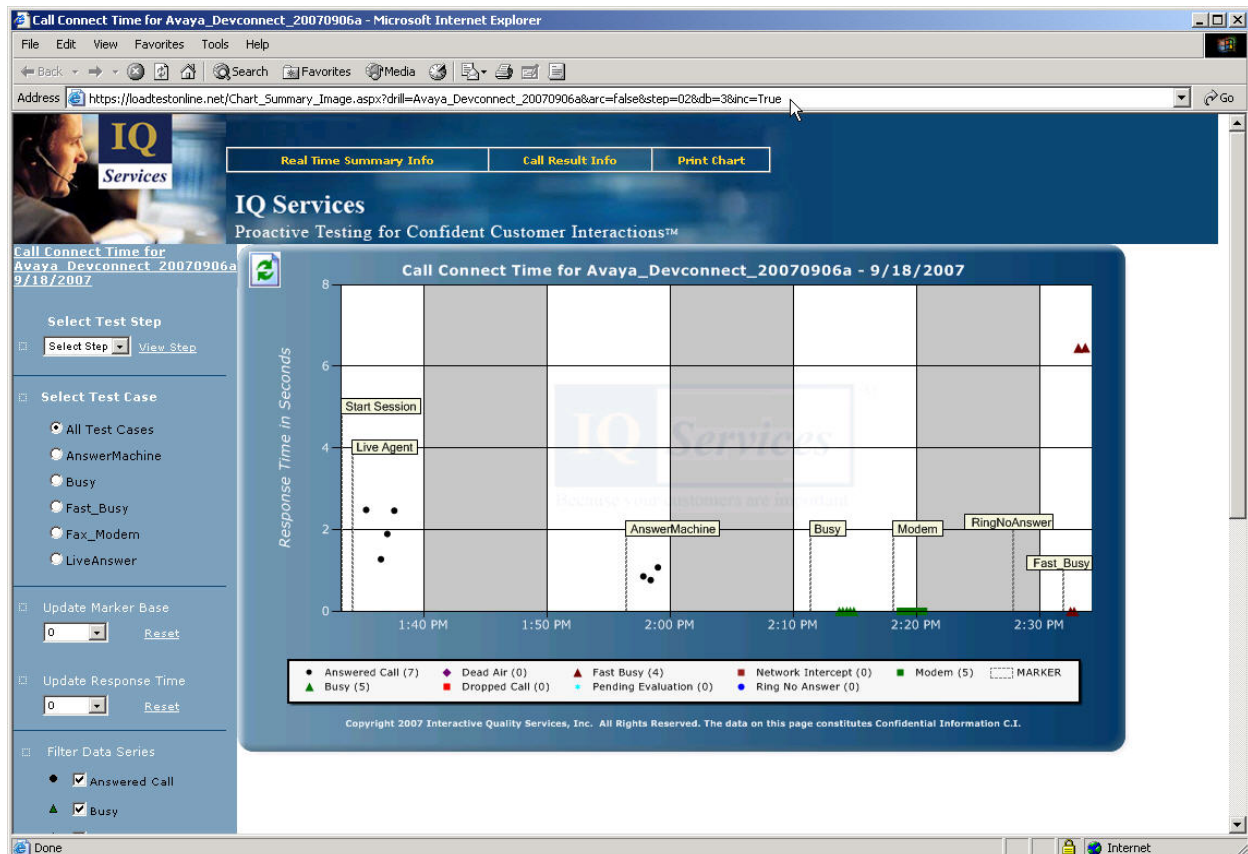 Call Connect Time for Avaya_Devconnect_20070906a - Microsoft Internet Explorer
File Edit View Favorites Tools Help
Back Search Favorites Media
Address https://loadtestonline.net/Chart_Summary_Image.aspx?drill=Avaya_Devconnect_20070906a&arc=false&step=02&db=3&inc=True Go
IQ
Services
Real Time Summary Info Call Result Info Print Chart
IQ Services
Proactive Testing for Confident Customer Interactions™
Call Connect Time for
Avaya_Devconnect_20070906a
9/18/2007
Select Test Step
Select Step View Step
Select Test Case
All Test Cases
AnswerMachine
Busy
Fast_Busy
Fax_Modem
LiveAnswer
Update Marker Base
0 Reset
Update Response Time
0 Reset
Filter Data Series
Answered Call
Busy
Call Connect Time for Avaya_Devconnect_20070906a - 9/18/2007
Response Time in Seconds
8
6
4
2
0
Start Session
Live Agent
AnswerMachine
Busy
Modem
RingNoAnswer
Fast_Busy
IQ Services
Because your customers are important
1:40 PM 1:50 PM 2:00 PM 2:10 PM 2:20 PM 2:30 PM
Answered Call (7) Dead Air (0) Fast Busy (4) Network Intercept (0) Modem (5) MARKER
Busy (5) Dropped Call (0) Pending Evaluation (0) Ring No Answer (0)
Copyright 2007 Interactive Quality Services, Inc. All Rights Reserved. The data on this page constitutes Confidential Information C.I.
Done Internet